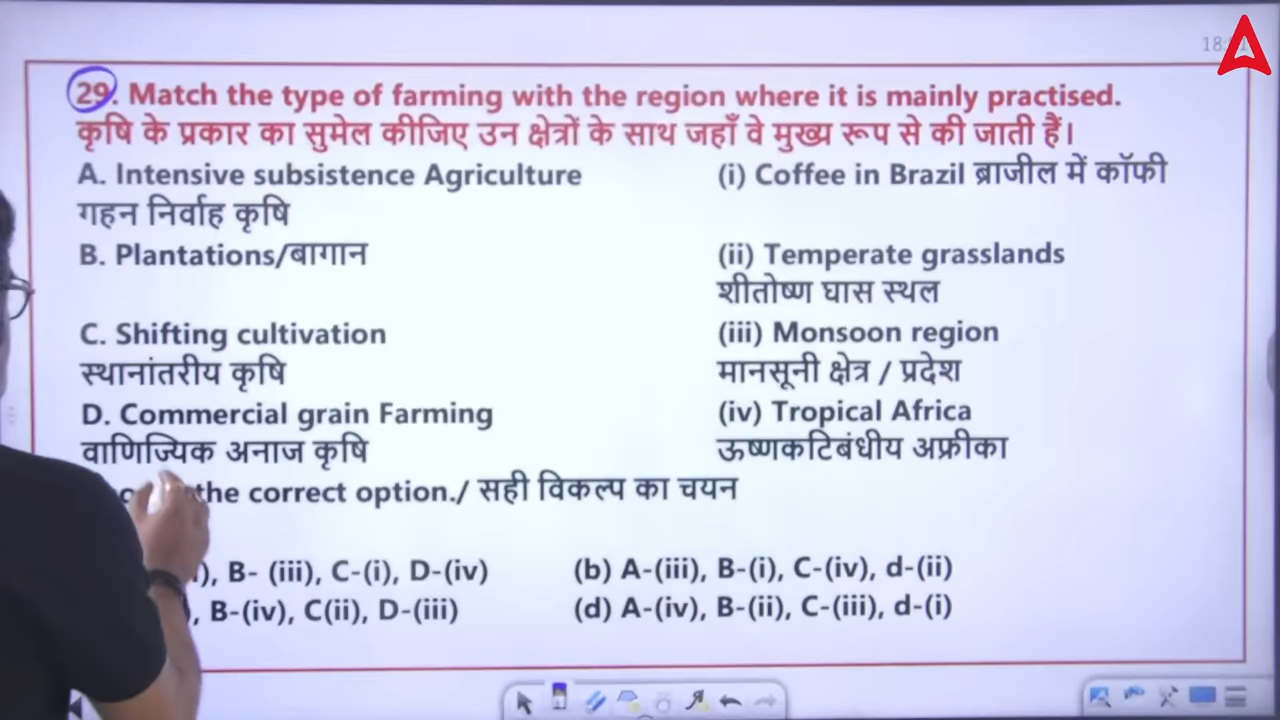 29. Match the type of farming with the region where it is mainly practised.
कृषि के प्रकार का सुमेल कीजिए उन क्षेत्रों के साथ जहाँ वे मुख्य रूप से की जाती हैं।
A. Intensive subsistence Agriculture (i) Coffee in Brazil ब्राजील में कॉफी
गहन निर्वाह कृषि
B. Plantations/बागान (ii) Temperate grasslands
शीतोष्ण घास स्थल
C. Shifting cultivation (iii) Monsoon region
स्थानांतरीय कृषि मानसूनी क्षेत्र / प्रदेश
D. Commercial grain Farming (iv) Tropical Africa
वाणिज्यिक अनाज कृषि ऊष्णकटिबंधीय अफ्रीका
the correct option./ सही विकल्प का चयन
B- (iii), C-(i), D-(iv) (b) A-(iii), B-(i), C-(iv), d-(ii)
B-(iv), C(ii), D-(iii) (d) A-(iv), B-(ii), C-(iii), d-(i)